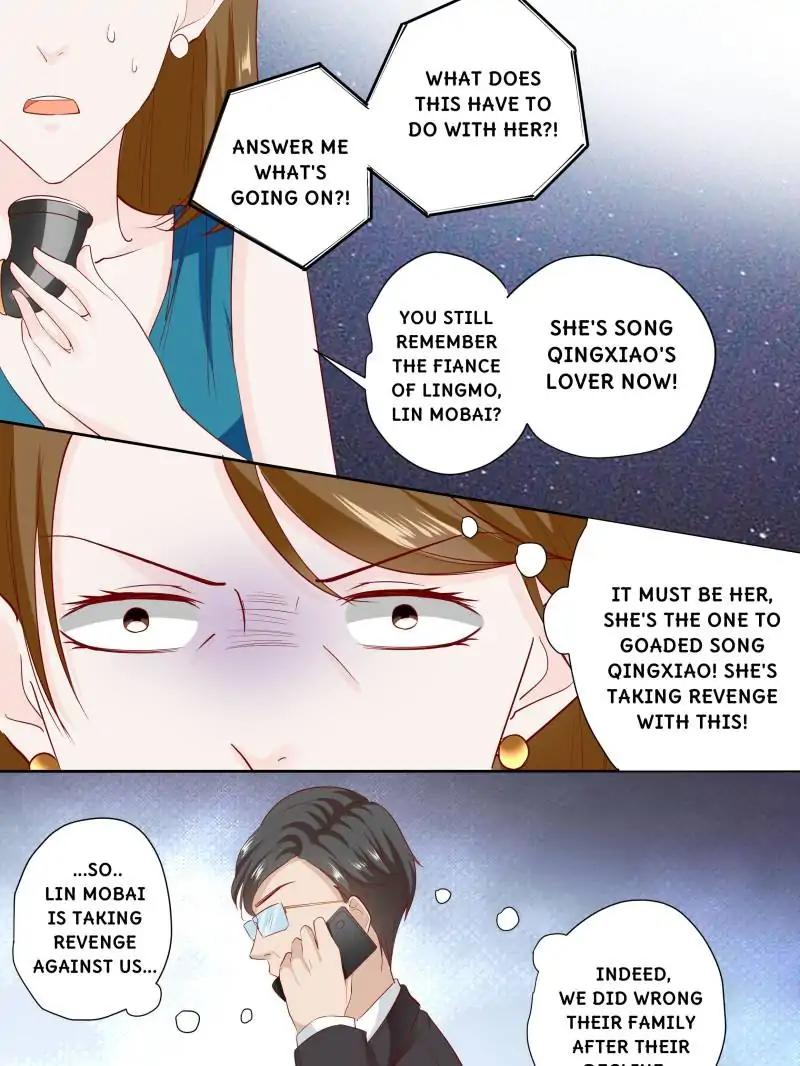 WHAT DOES
THIS HAVE TO
DO WITH HER?!
ANSWER ME
WHAT'S
GOING ON?!
YOU STILL
REMEMBER
THE FIANCE
OF LINGMO,
LIN MOBAI?
SHE'S SONG
QINGXIAO'S
LOVER NOW!
IT MUST BE HER,
SHE'S THE ONE TO
GOADED SONG
QINGXIAO! SHE'S
TAKING REVENGE
WITH THIS!
...SO..
LIN MOBAI
IS TAKING
REVENGE
AGAINST US...
INDEED,
WE DID WRONG
THEIR FAMILY
AFTER THEIR